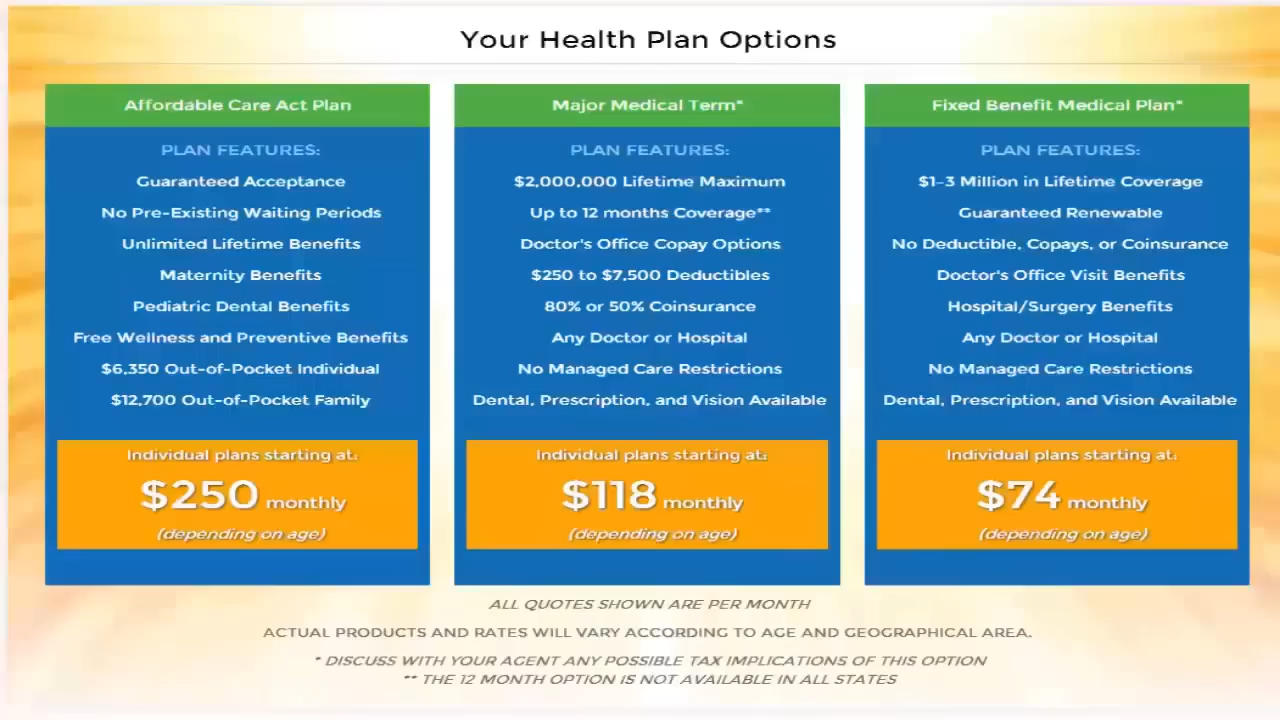 Your Health Plan Options
Affordable Care Act Plan
PLAN FEATURES:
Guaranteed Acceptance
No Pre-Existing Waiting Periods
Unlimited Lifetime Benefits
Maternity Benefits
Pediatric Dental Benefits
Free Wellness and Preventive Benefits
$6,350 Out-of-Pocket Individual
$12,700 Out-of-Pocket Family
Individual plans starting at:
$250 monthly
(depending on age)
Major Medical Term*
PLAN FEATURES:
$2,000,000 Lifetime Maximum
Up to 12 months Coverage**
Doctor's Office Copay Options
$250 to $7,500 Deductibles
80% or 50% Coinsurance
Any Doctor or Hospital
No Managed Care Restrictions
Dental, Prescription, and Vision Available
Individual plans starting at:
$118 monthly
(depending on age)
Fixed Benefit Medical Plan*
PLAN FEATURES:
$1-3 Million in Lifetime Coverage
Guaranteed Renewable
No Deductible, Copays, or Coinsurance
Doctor's Office Visit Benefits
Hospital/Surgery Benefits
Any Doctor or Hospital
No Managed Care Restrictions
Dental, Prescription, and Vision Available
Individual plans starting at:
$74 monthly
(depending on age)
ALL QUOTES SHOWN ARE PER MONTH
ACTUAL PRODUCTS AND RATES WILL VARY ACCORDING TO AGE AND GEOGRAPHICAL AREA.
* DISCUSS WITH YOUR AGENT ANY POSSIBLE TAX IMPLICATIONS OF THIS OPTION
** THE 12 MONTH OPTION IS NOT AVAILABLE IN ALL STATES